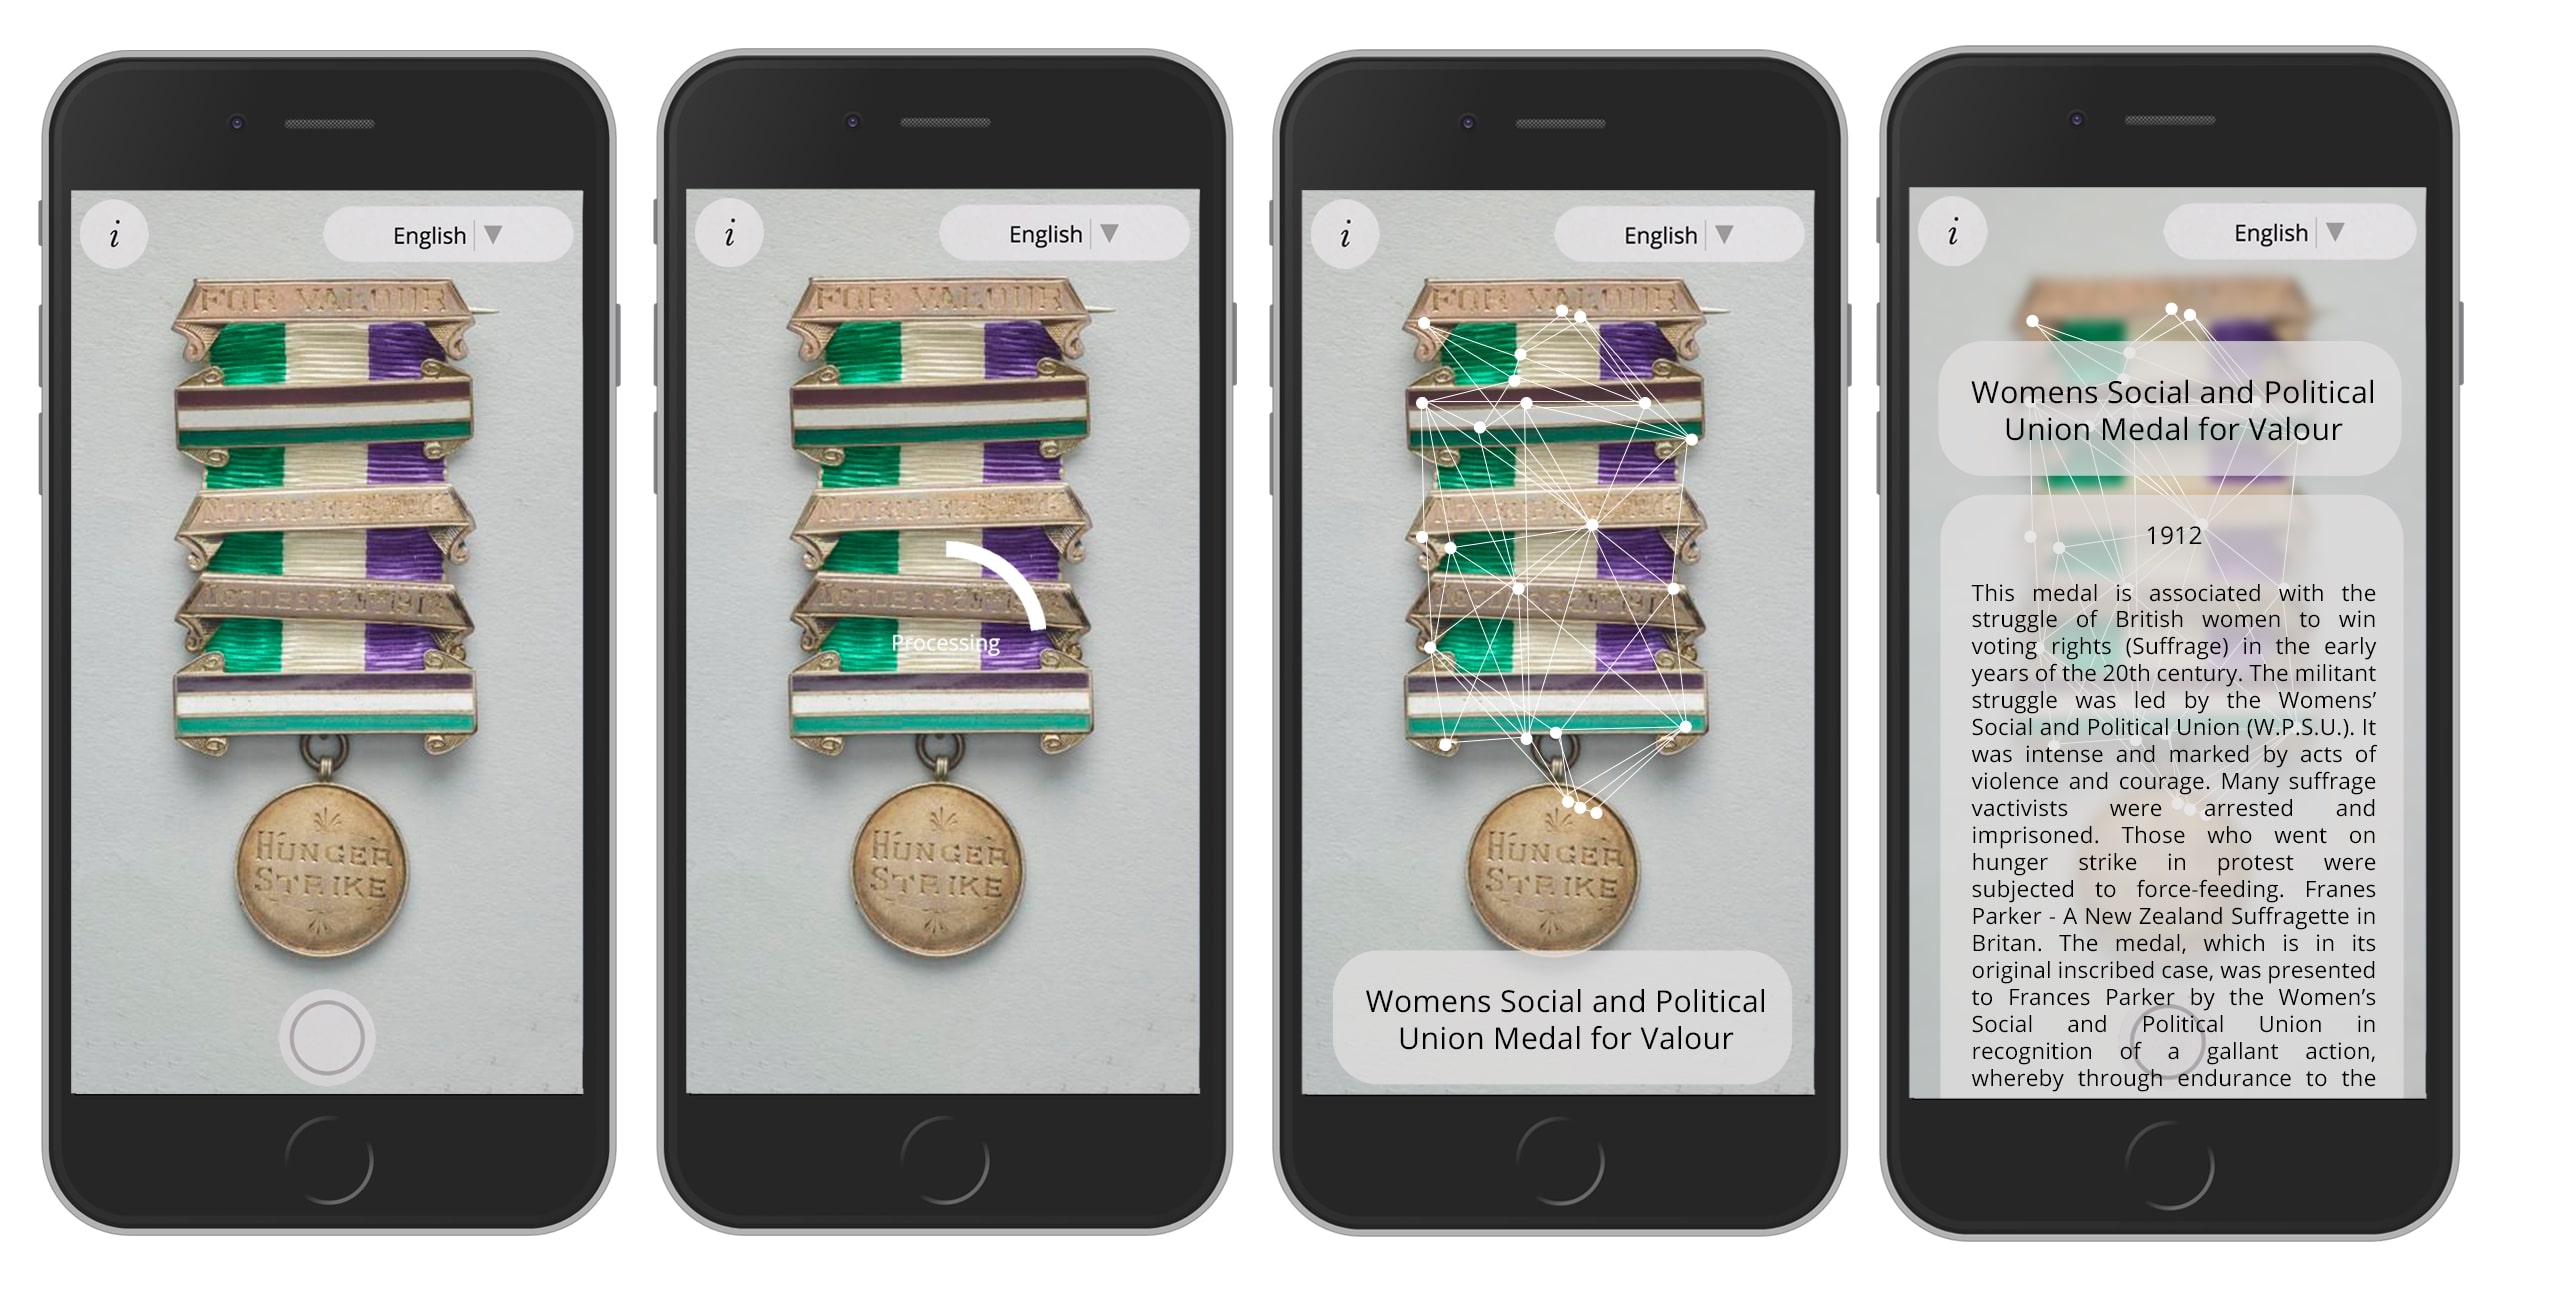 i
English
FOR VALOUR
HUNGER
STRIKE
i
English
FOR VALOUR
Processing
HUNGER
STRIKE
i
English
FOR VALOUR
HUNGER
STRIKE
Womens Social and Political
Union Medal for Valour
i
English
Womens Social and Political
Union Medal for Valour
1912
This medal is associated with the
struggle of British women to win
voting rights (Suffrage) in the early
years of the 20th century. The militant
struggle was led by the Womens’
Social and Political Union (W.P.S.U.). It
was intense and marked by acts of
violence and courage. Many suffrage
vactivists were arrested and
imprisoned. Those who went on
hunger strike in protest were
subjected to force-feeding. Franes
Parker - A New Zealand Suffragette in
Britan. The medal, which is in its
original inscribed case, was presented
to Frances Parker by the Women’s
Social and Political Union in
recognition of a gallant action,
whereby through endurance to the